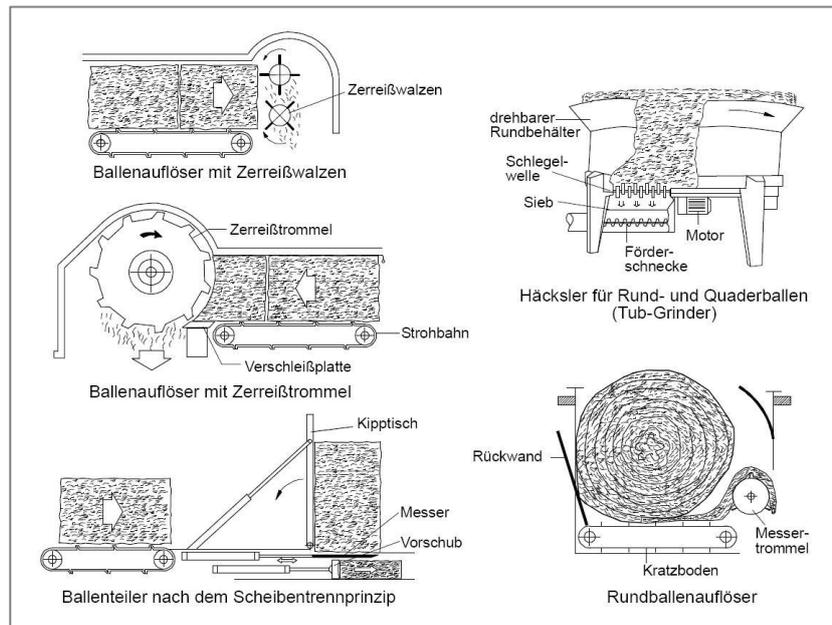 Zerreißwalzen
Ballenauflöser mit Zerreißwalzen
Zerreißtrommel
Strohbahn
Verschleißplatte
Ballenauflöser mit Zerreißtrommel
Kipptisch
Messer
Vorschub
Ballenteiler nach dem Scheibentrennprinzip
drehbarer
Rundbehälter
Schlegel-
welle
Sieb
Motor
Förder-
schnecke
Häcksler für Rund- und Quaderballen
(Tub-Grinder)
Rückwand
Messer-
trommel
Kratzboden
Rundballenauflöser